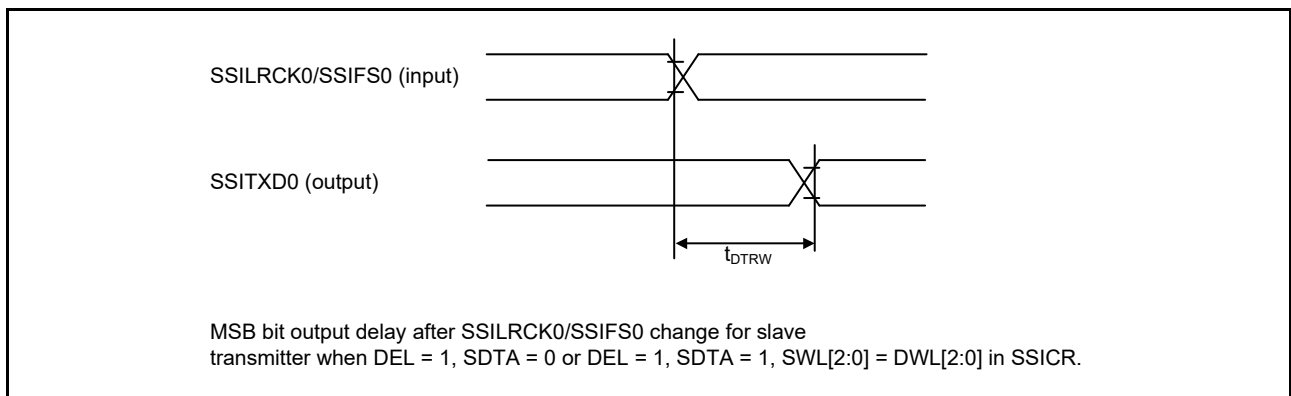 SSILRCK0/SSIFS0 (input)
SSITXD0 (output)
tDTRW
MSB bit output delay after SSILRCK0/SSIFS0 change for slave
transmitter when DEL = 1, SDTA = 0 or DEL = 1, SDTA = 1, SWL[2:0] = DWL[2:0] in SSICR.